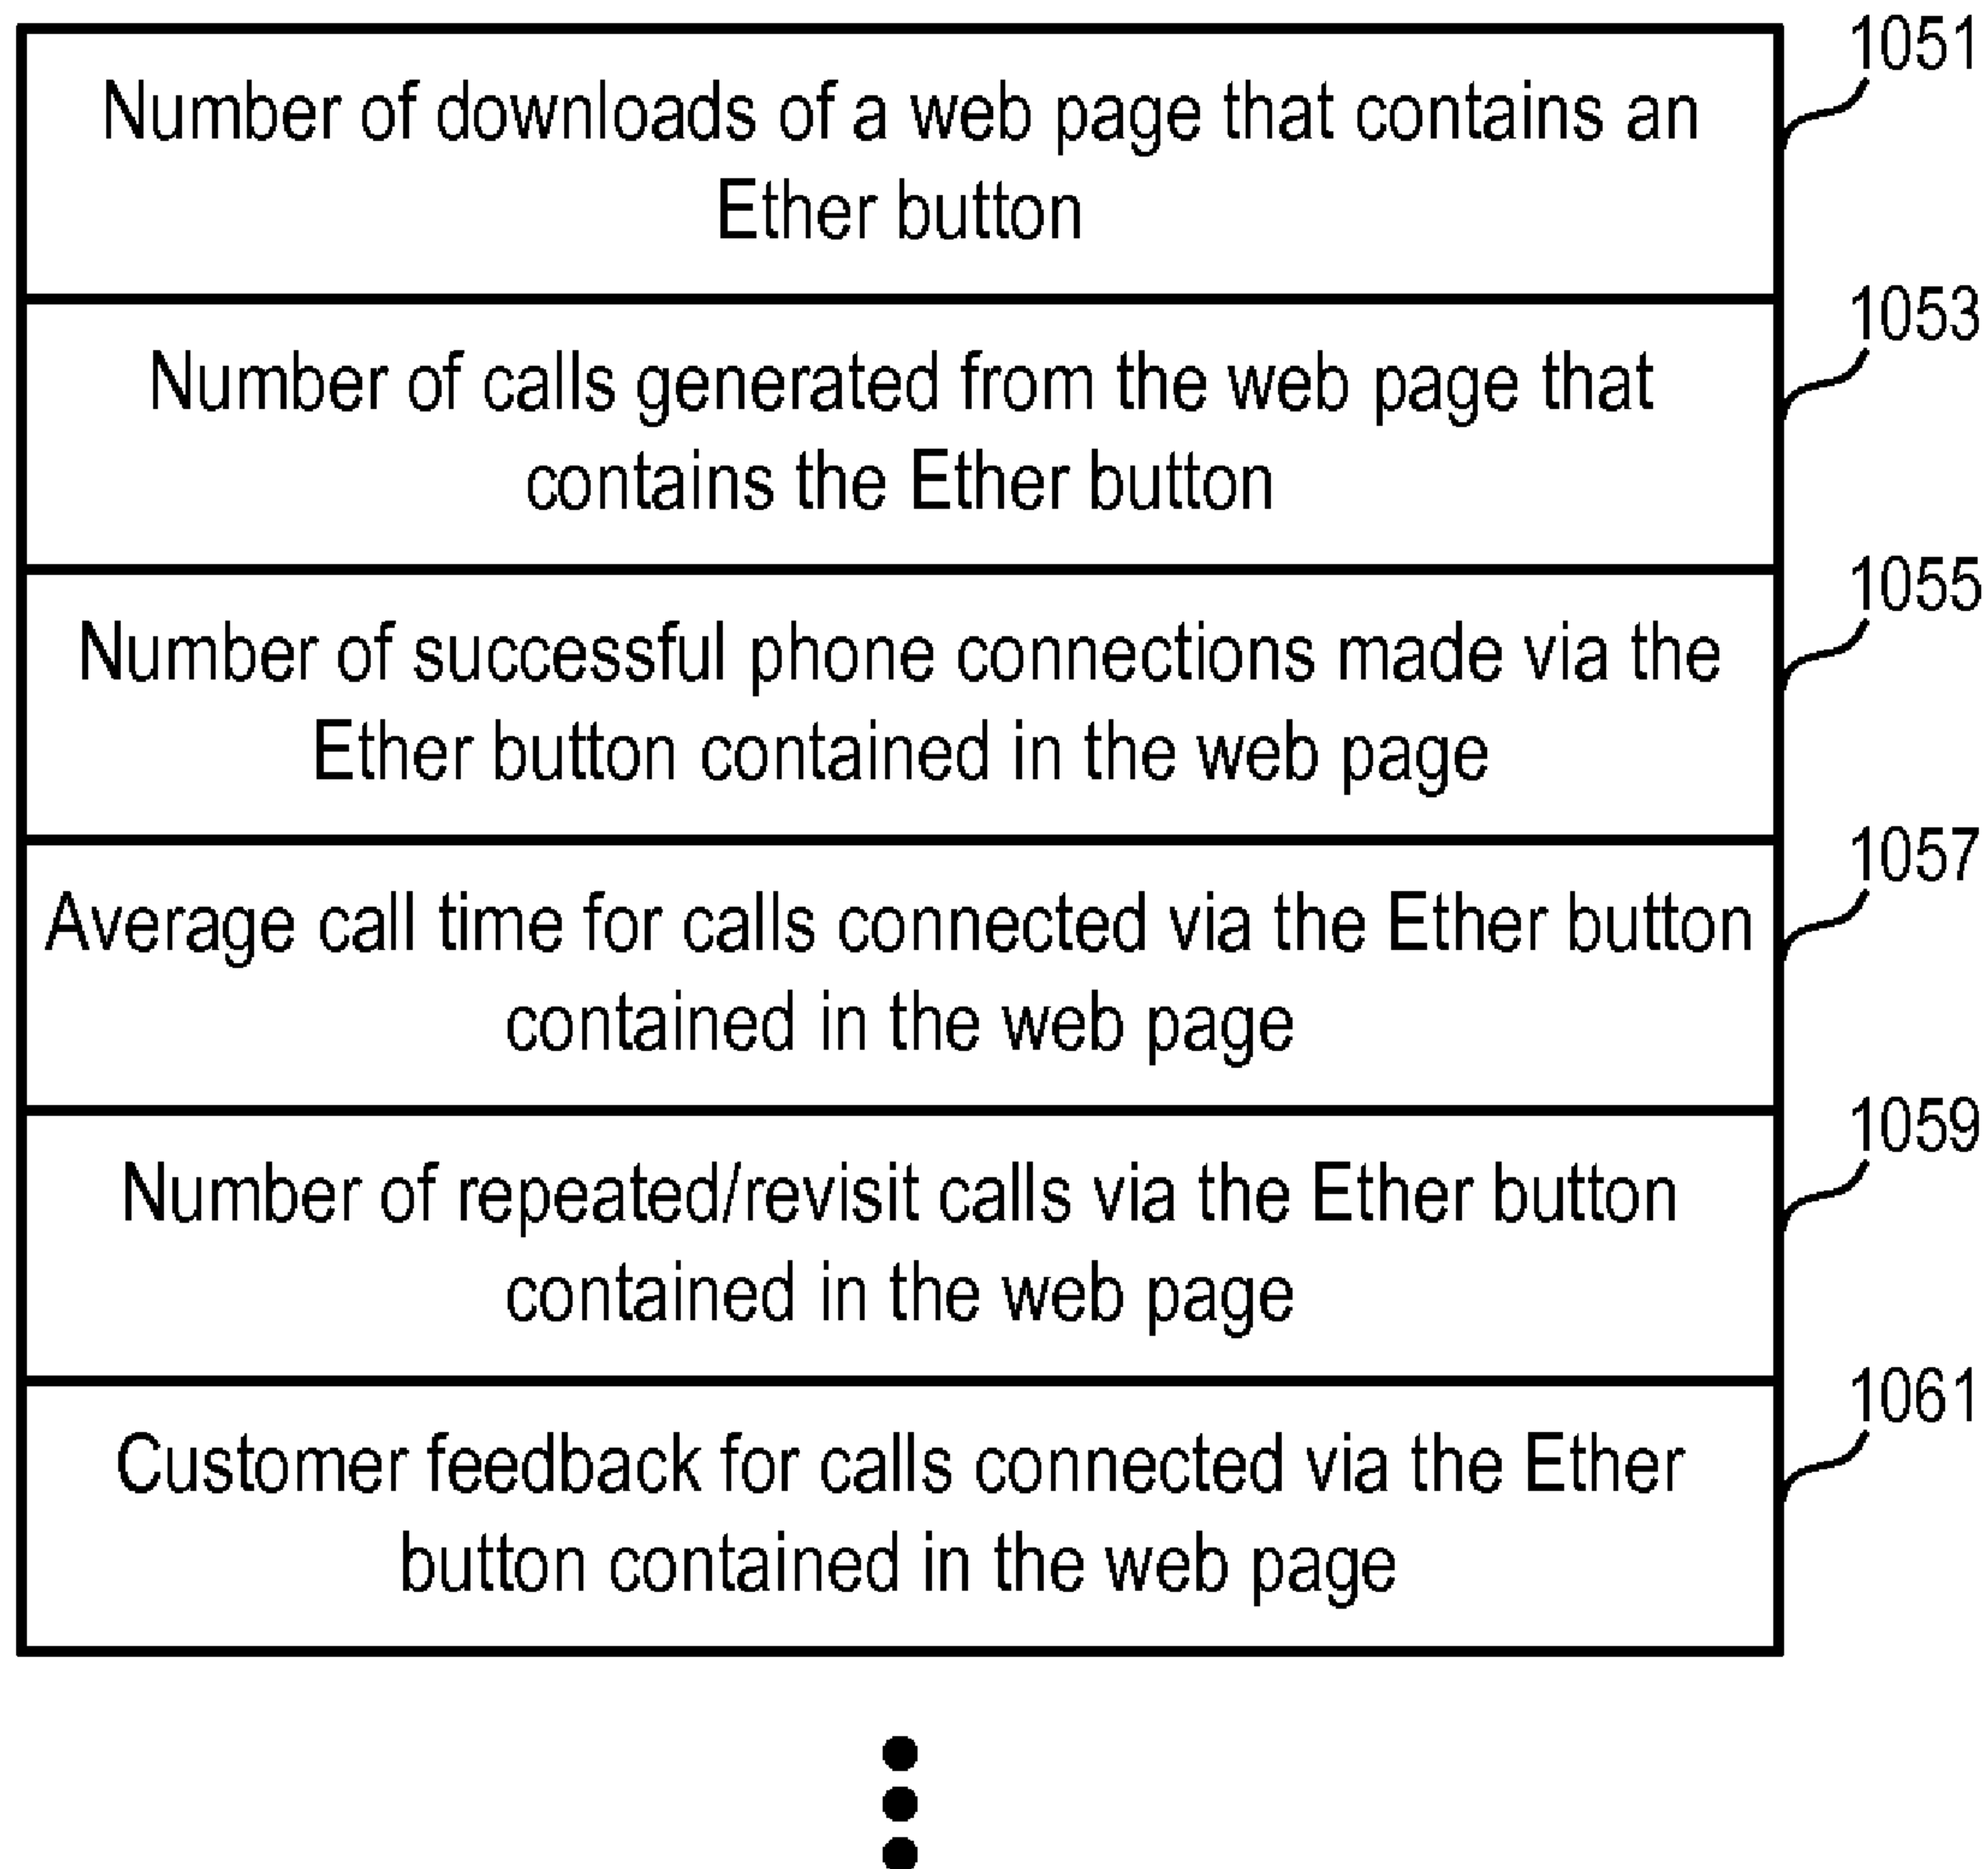 1051
Number of downloads of a web page that contains an
Ether button
1053
Number of calls generated from the web page that
contains the Ether button
1055
Number of successful phone connections made via the
Ether button contained in the web page
1057
Average call time for calls connected via the Ether button
contained in the web page
1059
Number of repeated/revisit calls via the Ether button
contained in the web page
1061
Customer feedback for calls connected via the Ether
button contained in the web page